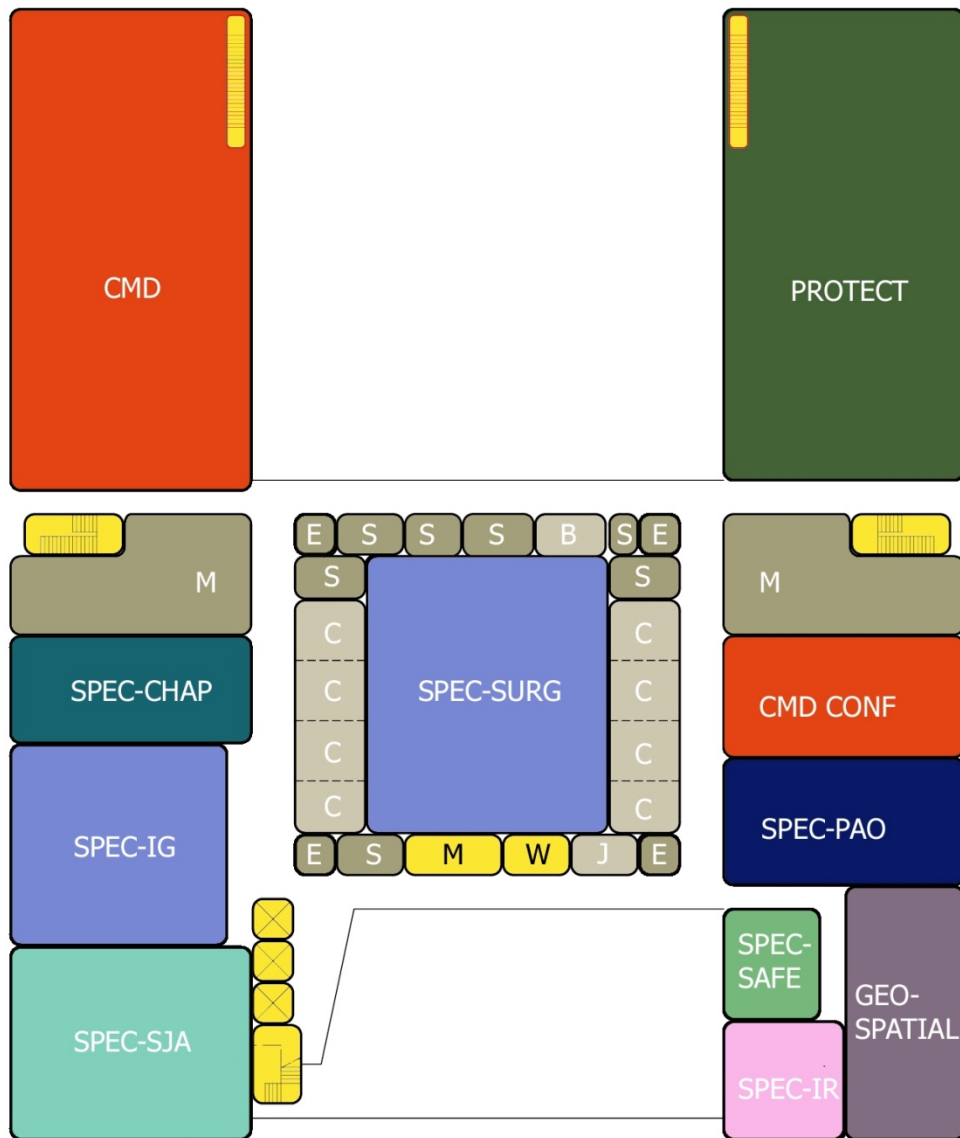 CMD
PROTECT
E S S S B S E
M
S
S
M
C
C
SPEC-CHAP
C
SPEC-SURG
C
CMD CONF
C
C
SPEC-IG
C
C
SPEC-PAO
E S M W J E
SPEC-
SAFE
GEO-
SPATIAL
SPEC-SJA
SPEC-IR